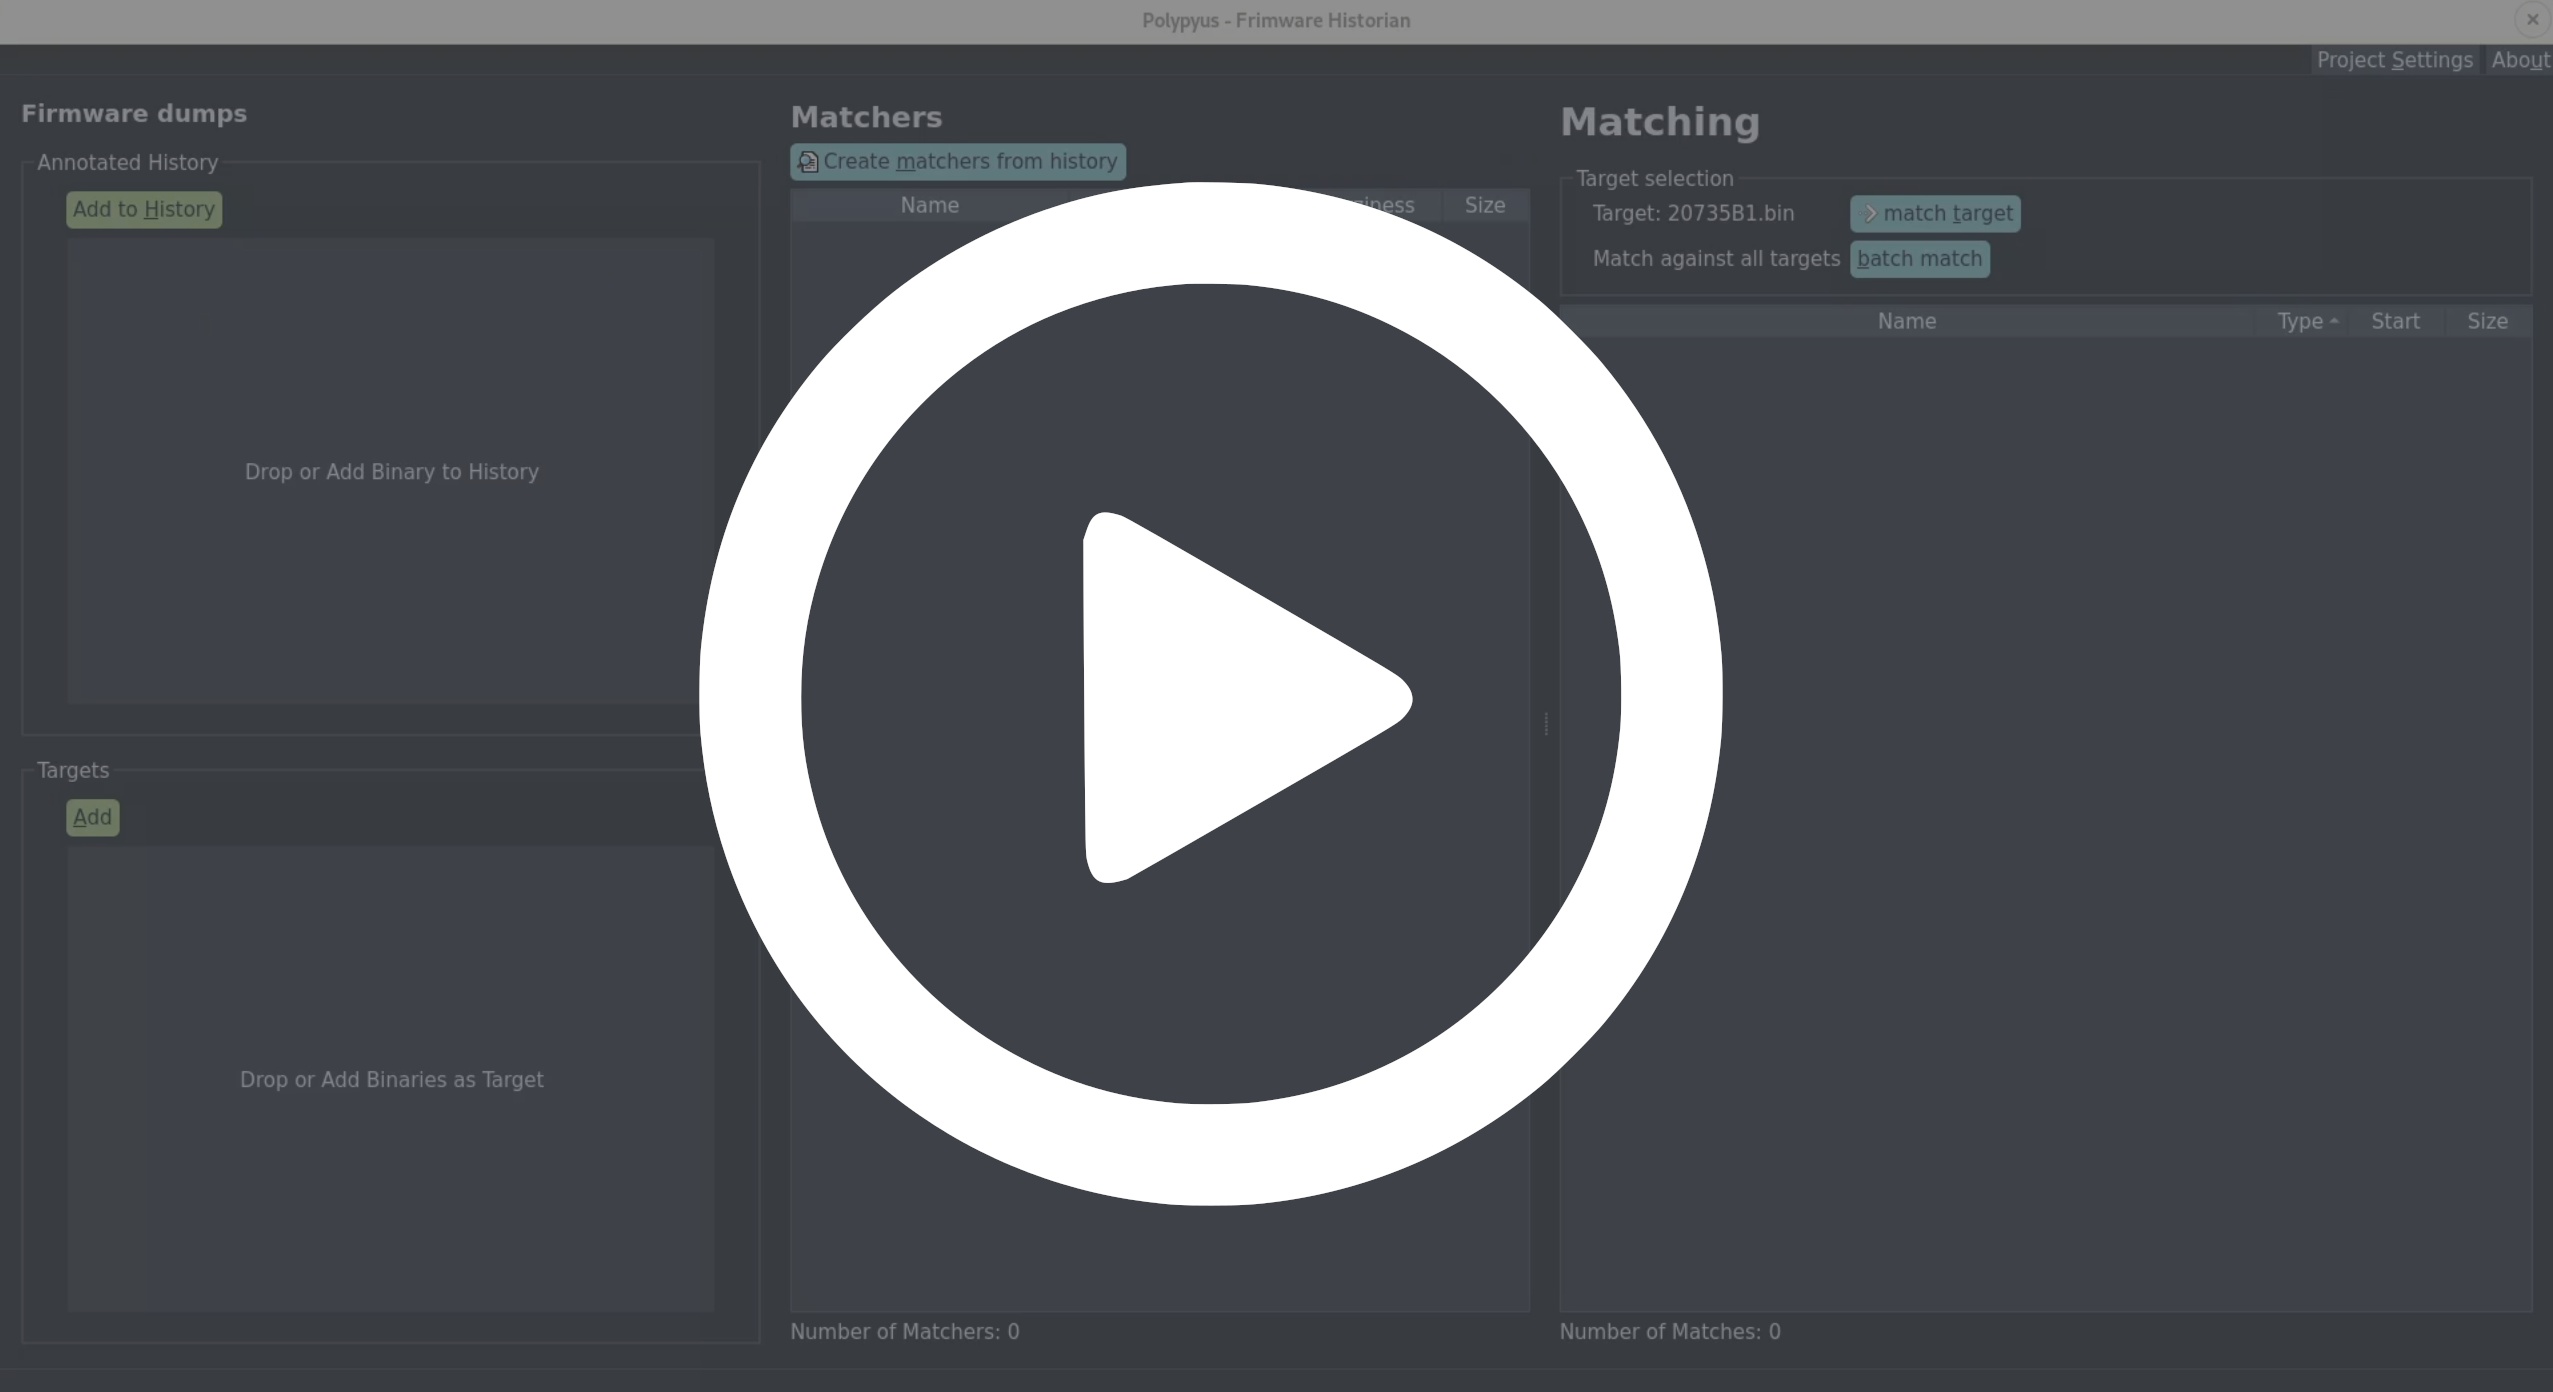 Polypyus - Frimware Historian
Project Settings About
Firmware dumps
Annotated History
Add to History
Drop or Add Binary to History
Targets
Add
Drop or Add Binaries as Target
Matchers
Create matchers from history
Name Size
Number of Matchers: 0
Matching
Target selection
Target: 20735B1.bin match target
Match against all targets batch match
Name Type Start Size
Number of Matches: 0